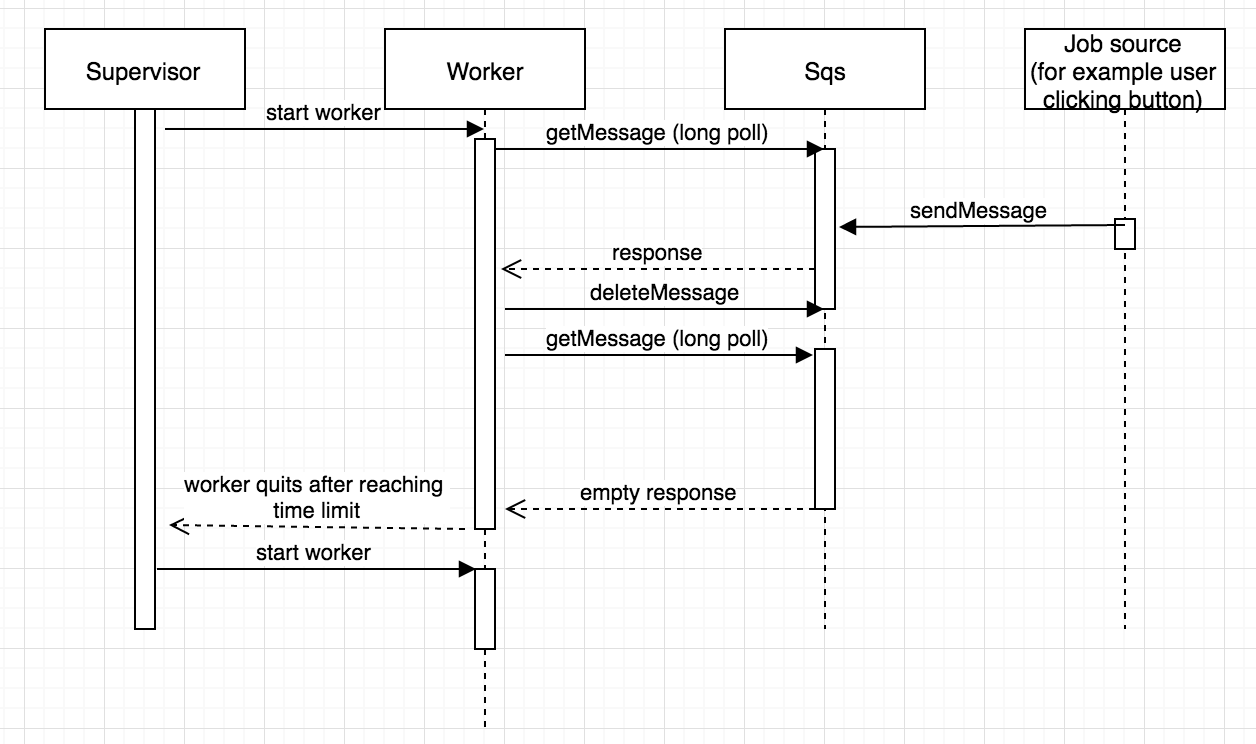 Supervisor
Worker
Sqs
Job source
(for example user
clicking button)
start worker
getMessage (long poll)
sendMessage
response
deleteMessage
getMessage (long poll)
worker quits after reaching
time limit
empty response
start worker